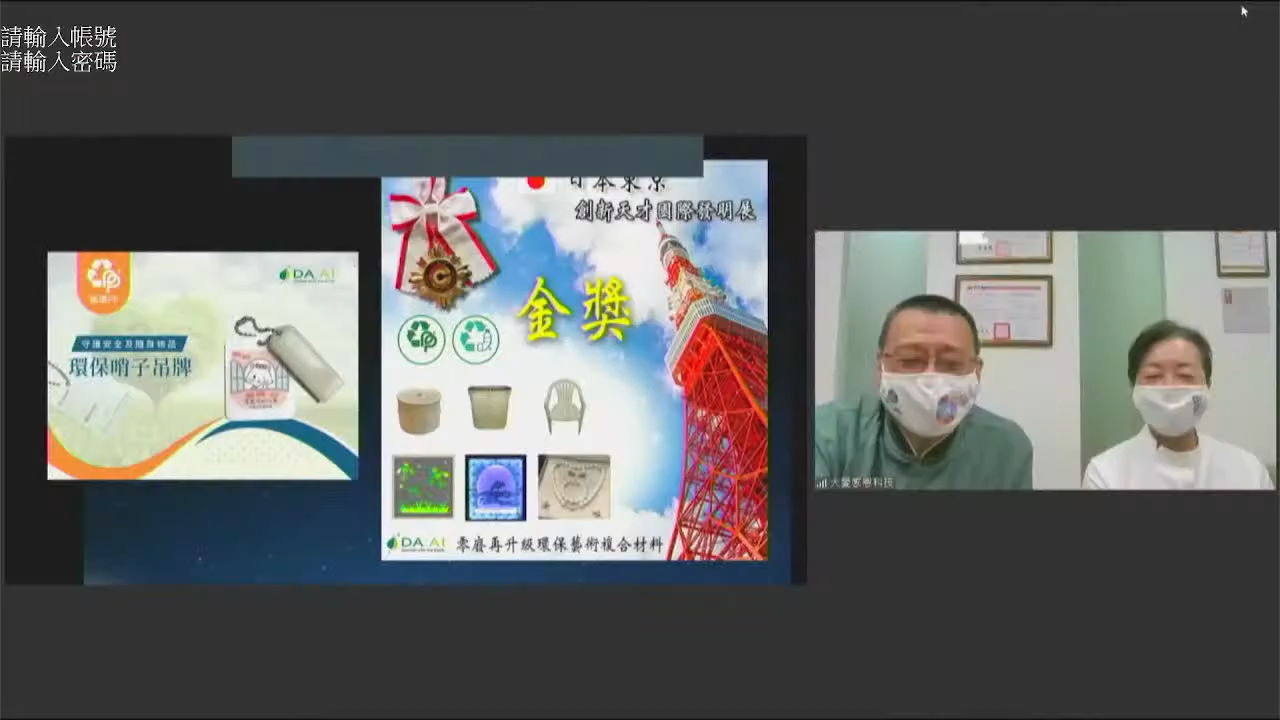 請輸入帳號
請輸入密碼
DA AI
守護安全及隨身物品
環保哨子吊牌
日本東京
創新天才國際發明展
金獎
DA AI
零廢再升級環保藝術複合材料
大愛感恩科技